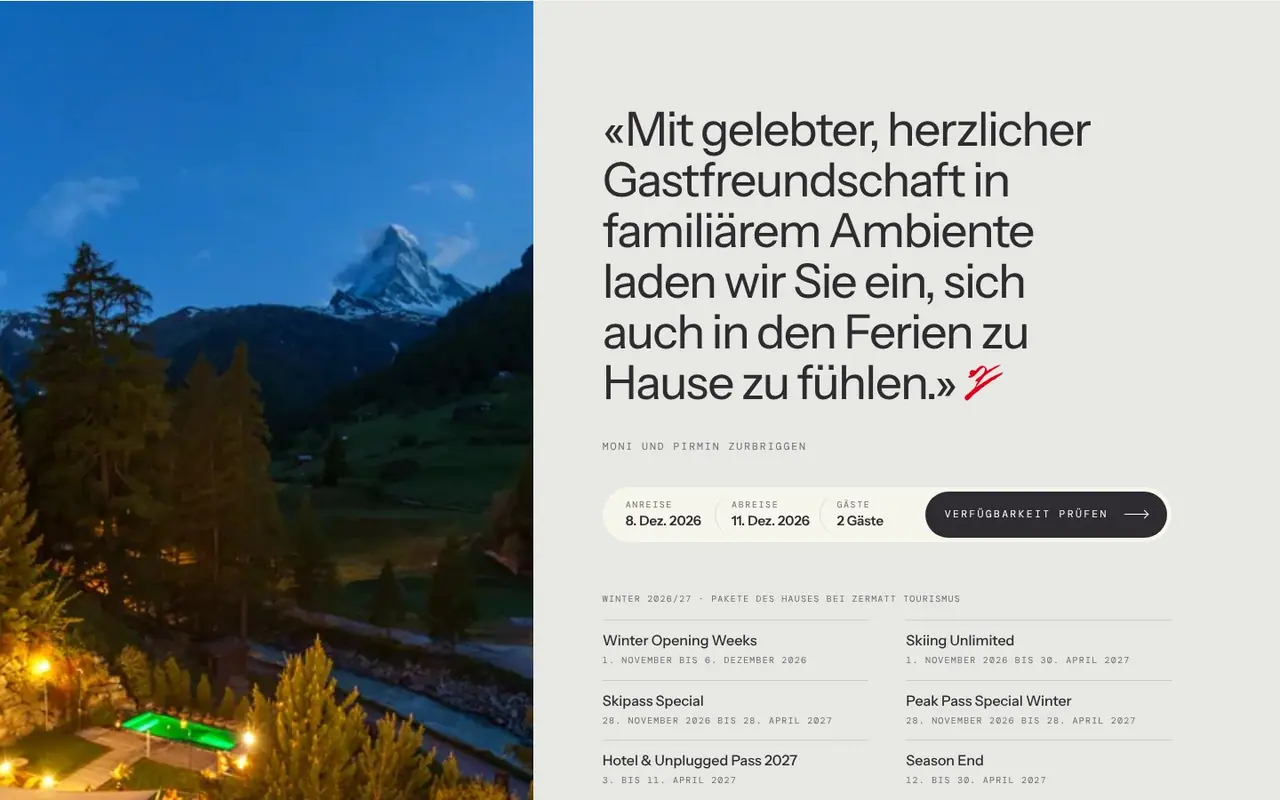 «Mit gelebter, herzlicher
Gastfreundschaft in
familiärem Ambiente
laden wir Sie ein, sich
auch in den Ferien zu
Hause zu fühlen.»
MONI UND PIRMIN ZURBRIGGEN
ANREISE
8. Dez. 2026
ABREISE
11. Dez. 2026
GÄSTE
2 Gäste
VERFÜGBARKEIT PRÜFEN
WINTER 2026/27 · PAKETE DES HAUSES BEI ZERMATT TOURISMUS
Winter Opening Weeks
1. NOVEMBER BIS 6. DEZEMBER 2026
Skiing Unlimited
1. NOVEMBER 2026 BIS 30. APRIL 2027
Skipass Special
28. NOVEMBER 2026 BIS 28. APRIL 2027
Peak Pass Special Winter
28. NOVEMBER 2026 BIS 28. APRIL 2027
Hotel & Unplugged Pass 2027
3. BIS 11. APRIL 2027
Season End
12. BIS 30. APRIL 2027